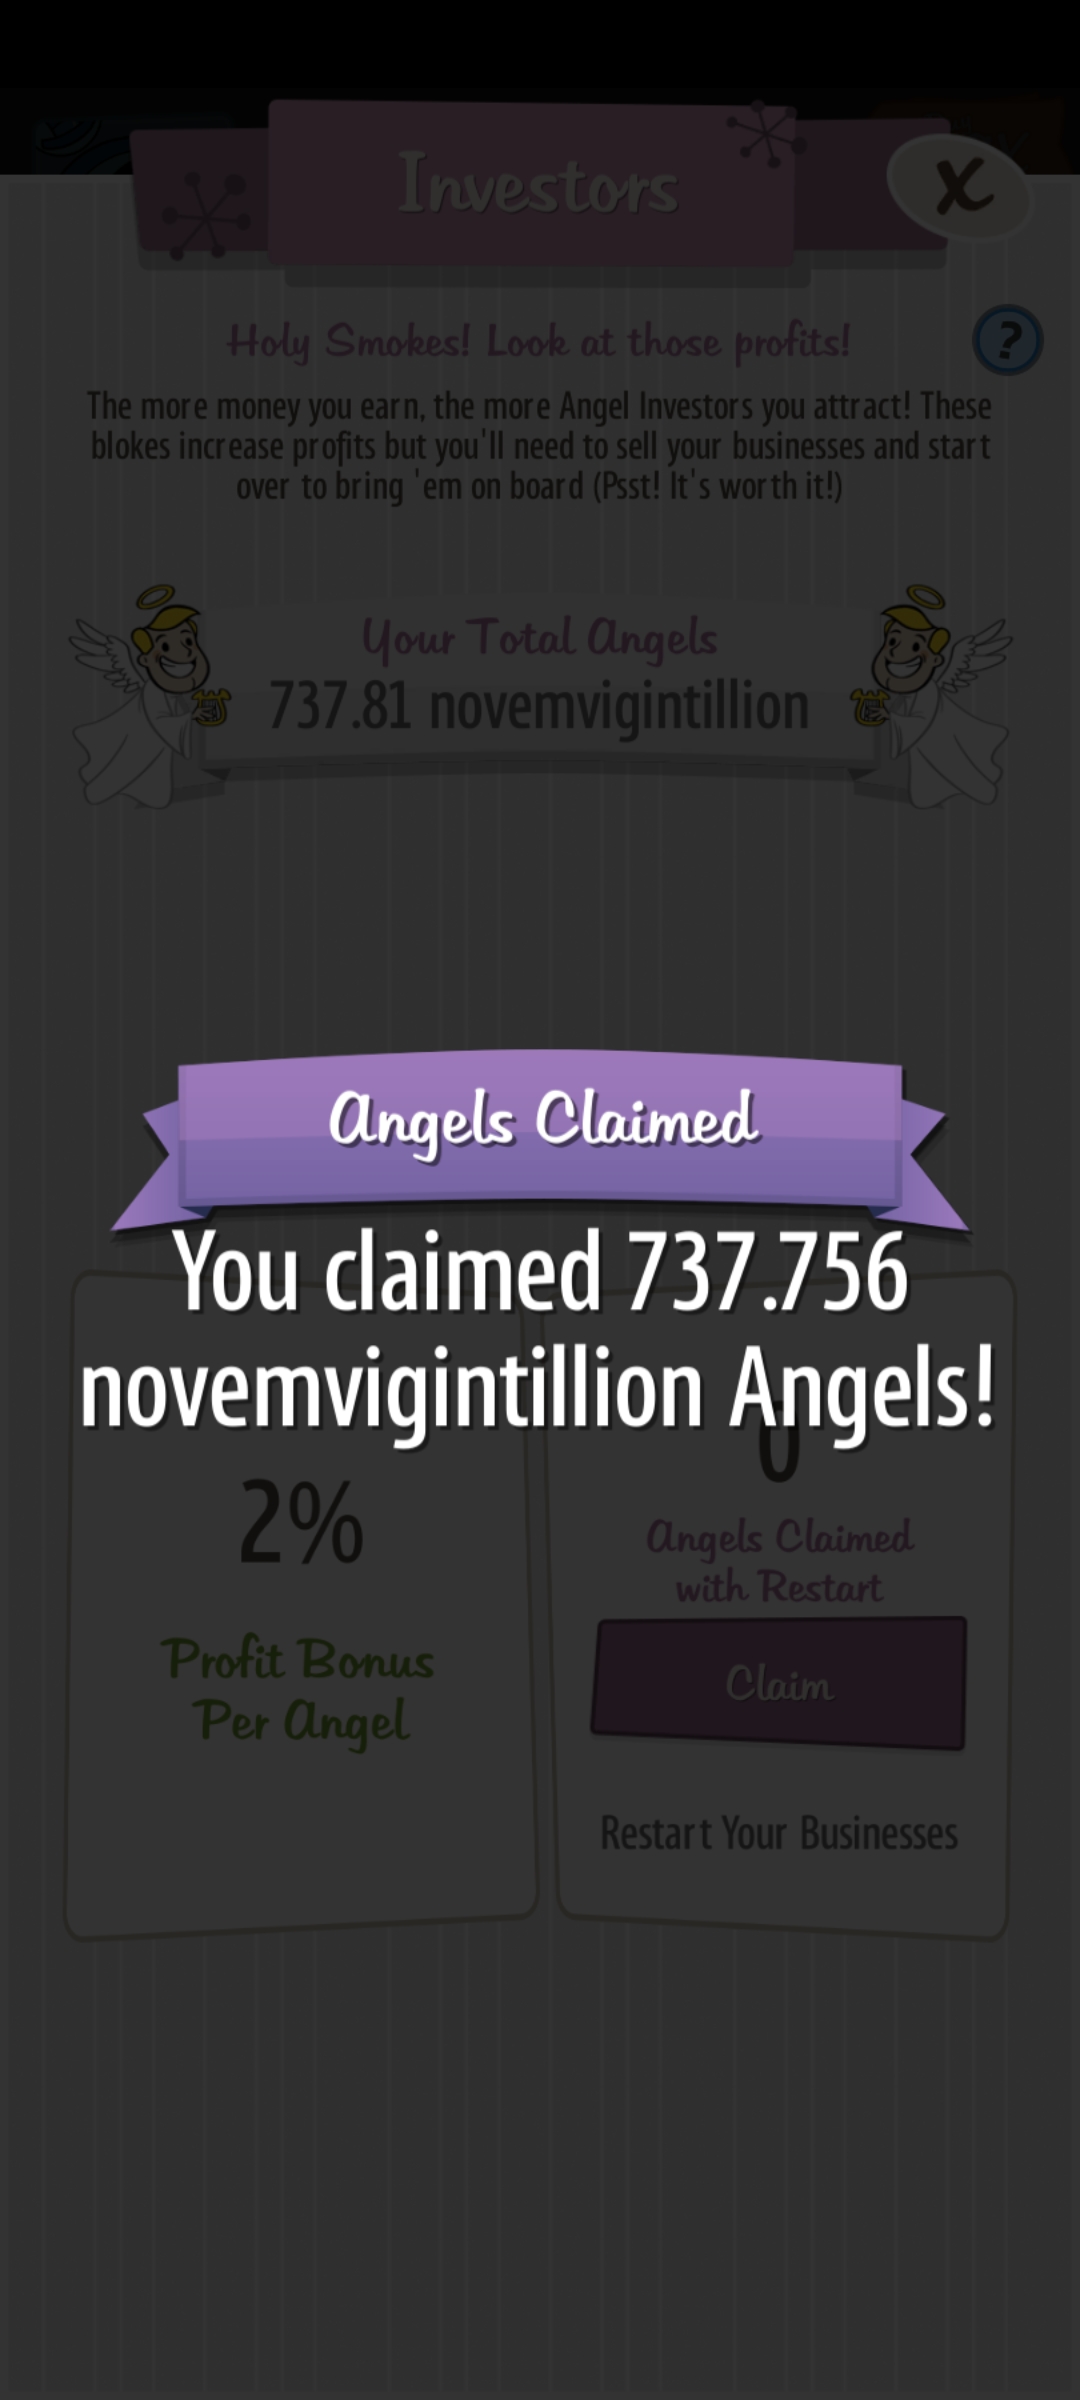 Investors
X
Holy Smokes! Look at those profits!
?
The more money you earn, the more Angel Investors you attract! These
blokes increase profits but you'll need to sell your businesses and start
over to bring 'em on board (Psst! It's worth it!)
Your Total Angels
737.81 novemvigintillion
Angels Claimed
You claimed 737.756
novemvigintillion Angels!
2%
Profit Bonus
Per Angel
0
Angels Claimed
with Restart
Claim
Restart Your Businesses